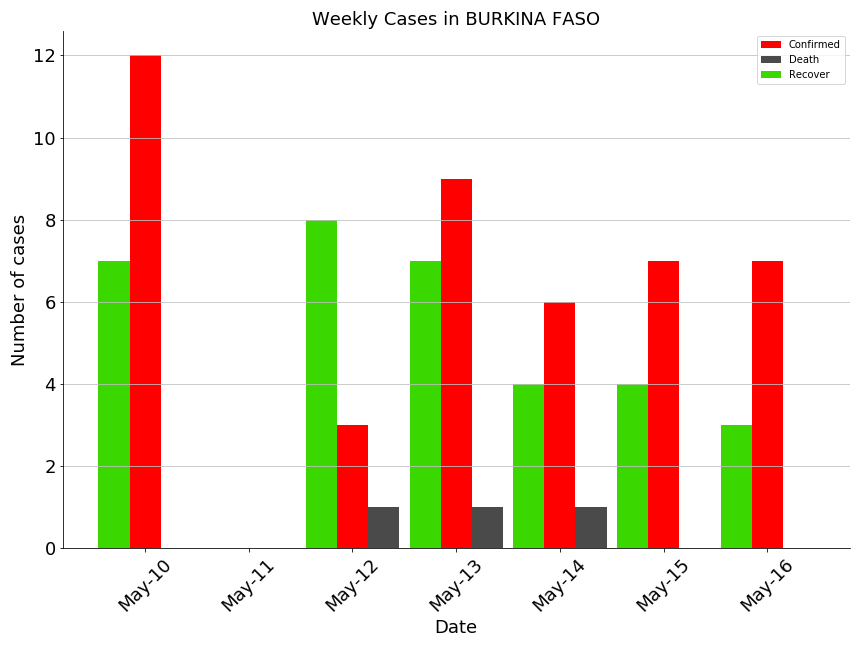 Weekly Cases in BURKINA FASO
Confirmed
Death
Recover
Number of cases
12
10
8
6
4
2
0
May-10
May-11
May-12
May-13
May-14
May-15
May-16
Date